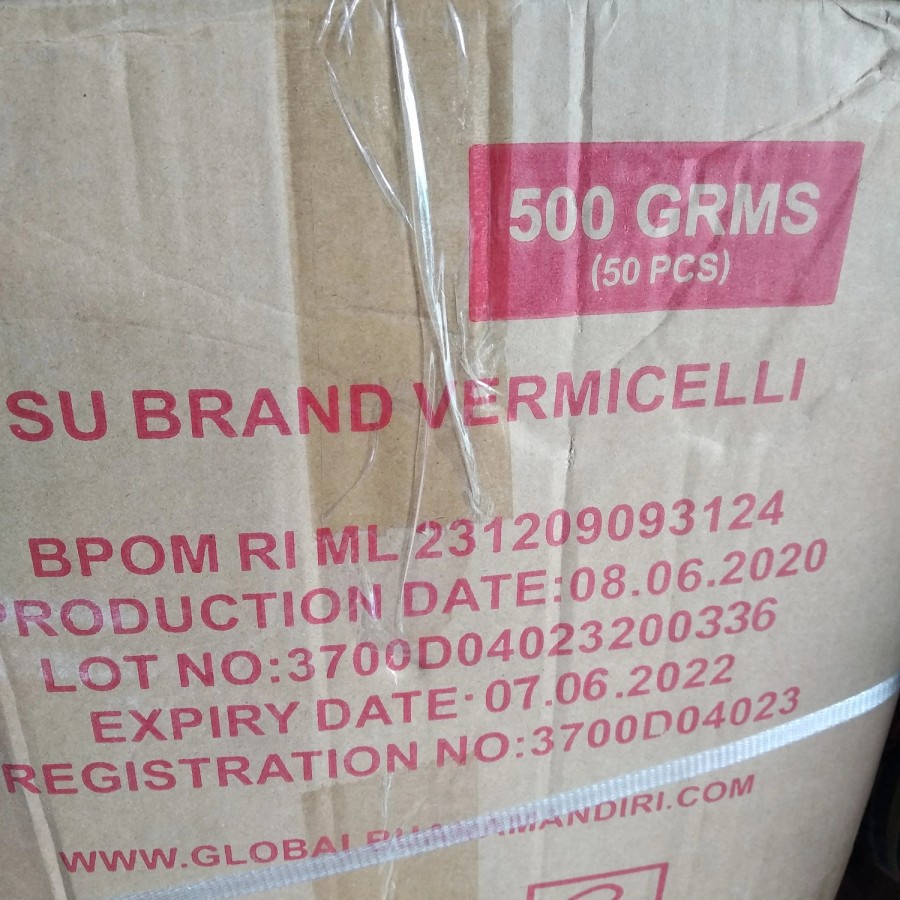 500 GRMS
(50 PCS)
SU BRAND VERMICELLI
BPOM RI ML 231209093124
PRODUCTION DATE:08.06.2020
LOT NO:3700D04023200336
EXPIRY DATE:07.06.2022
REGISTRATION NO:3700D04023